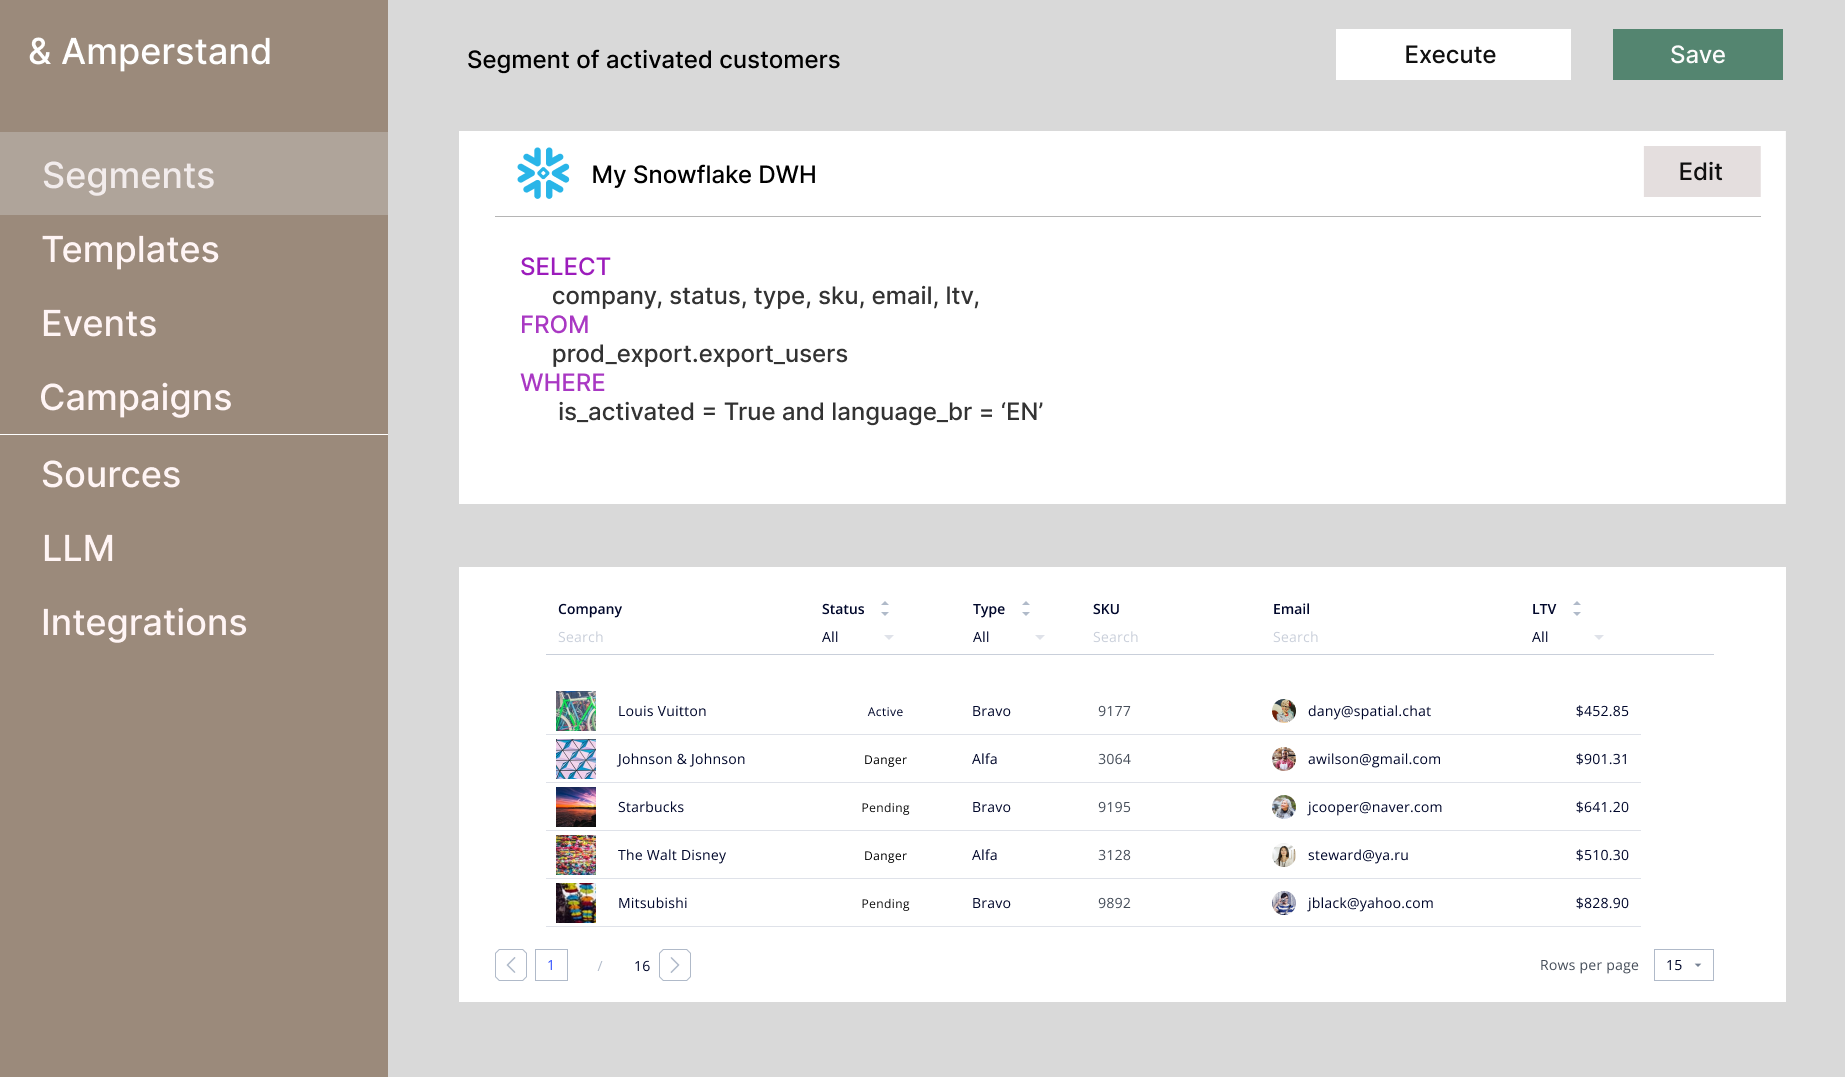 & Amperstand
Segments
Templates
Events
Campaigns
Sources
LLM
Integrations
Segment of activated customers
Execute
Save
My Snowflake DWH
Edit
SELECT
company, status, type, sku, email, ltv,
FROM
prod_export.export_users
WHERE
is_activated = True and language_br = ‘EN’
Company Status Type SKU Email LTV
Search All All Search Search All
Louis Vuitton Active Bravo 9177 dany@spatial.chat $452.85
Johnson & Johnson Danger Alfa 3064 awilson@gmail.com $901.31
Starbucks Pending Bravo 9195 jcooper@naver.com $641.20
The Walt Disney Danger Alfa 3128 steward@ya.ru $510.30
Mitsubishi Pending Bravo 9892 jblack@yahoo.com $828.90
1 / 16 Rows per page 15